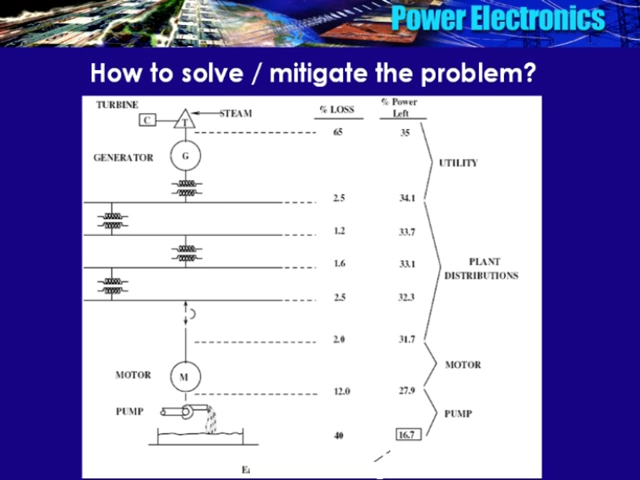 Power Electronics
How to solve / mitigate the problem?
TURBINE
C
T
STEAM
% LOSS
% Power
Left
65
35
GENERATOR
G
UTILITY
2.5
34.1
1.2
33.7
1.6
33.1
PLANT
DISTRIBUTIONS
2.5
32.3
2.0
31.7
MOTOR
M
MOTOR
12.0
27.9
PUMP
PUMP
40
16.7